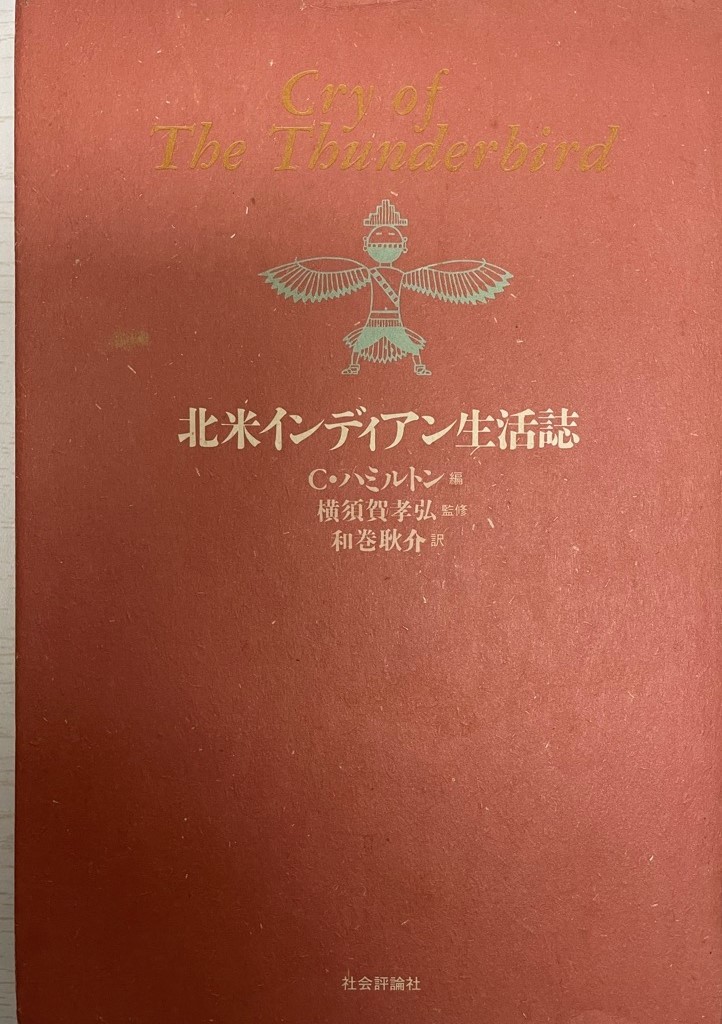 Cry of
The Thunderbird
北米インディアン生活誌
C・ハミルトン 編
横須賀孝弘 監修
和巻耿介 訳
社会評論社